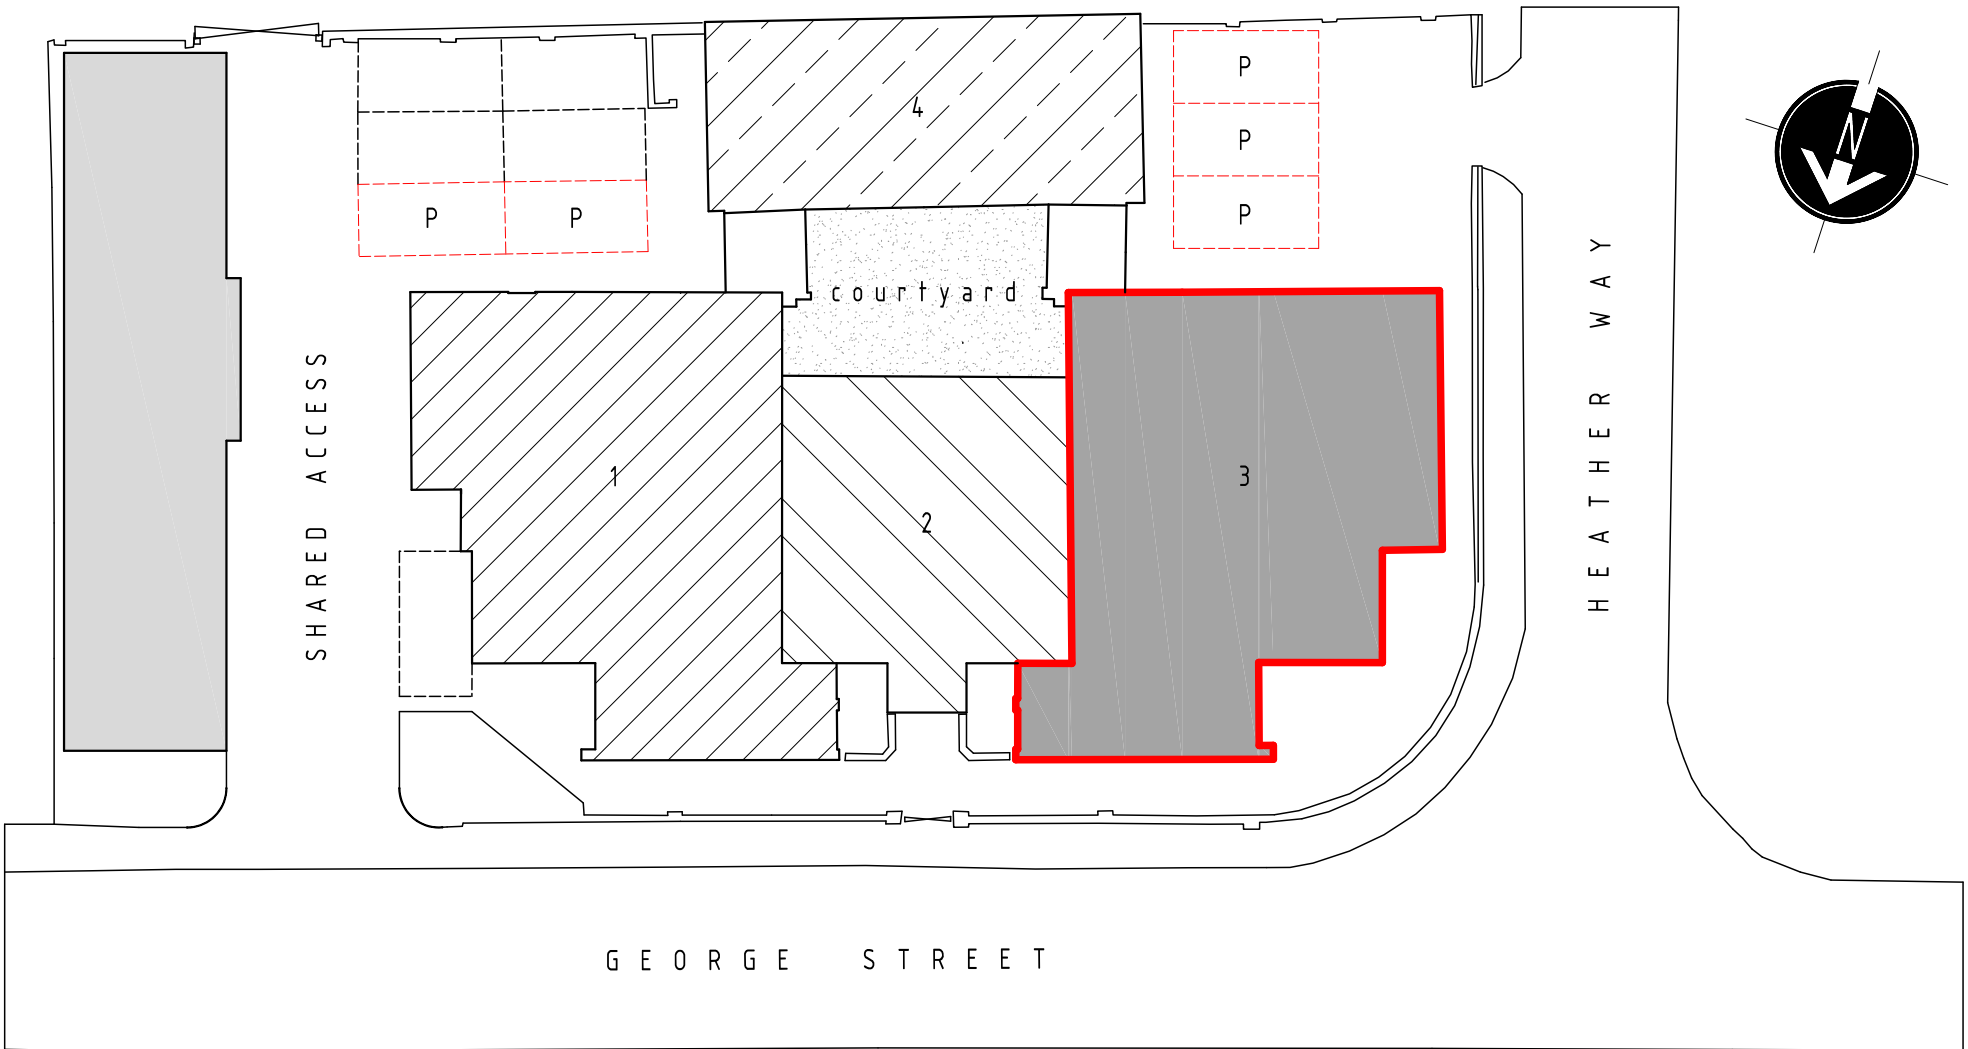 P
4
P
P
P P
P
N
courtyard
SHARED ACCESS
1
2
3
HEATHER WAY
GEORGE STREET